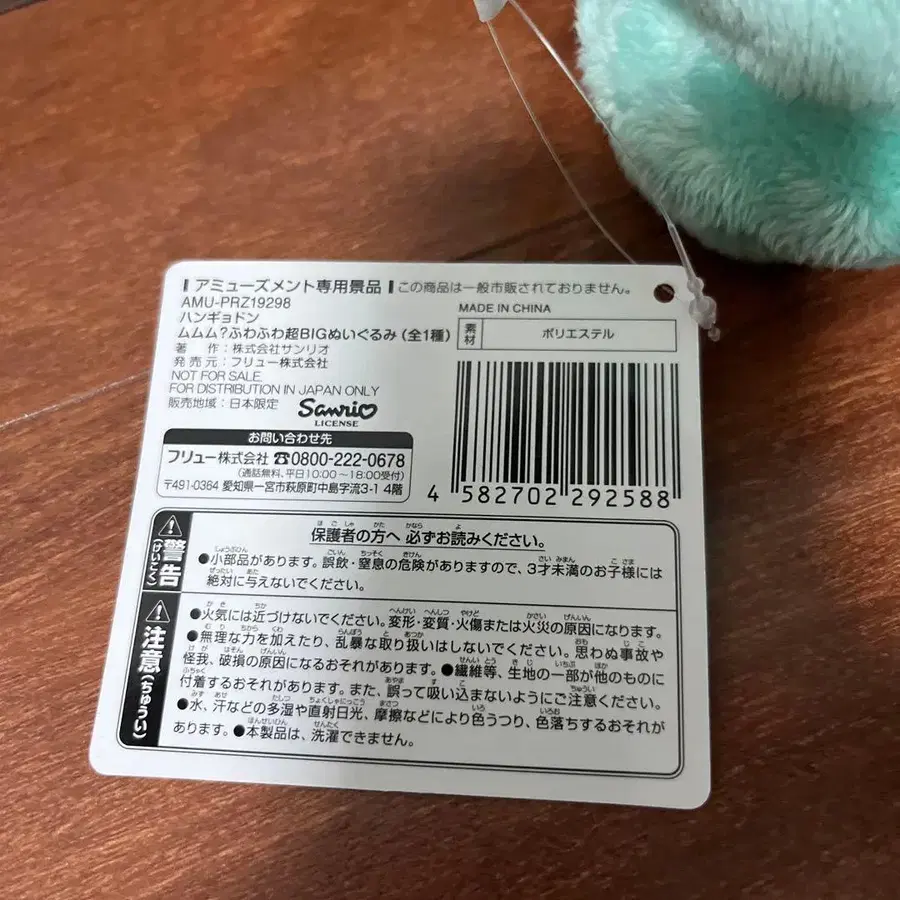 アミューズメント専用景品 この商品は一般市販されておりません。
AMU-PRZ19298
ハンギョドン
ムムム?ふわふわ超BIGぬいぐるみ (全1種)
著 作:株式会社サンリオ
発売元:フリュー株式会社
NOT FOR SALE.
FOR DISTRIBUTION IN JAPAN ONLY
販売地域:日本限定
Sanrio
LICENSE
MADE IN CHINA
素材 ポリエステル
4 582702 292588
お問い合わせ先
フリュー株式会社 ☎0800-222-0678
(通話無料、平日10:00~18:00受付)
〒491-0364 愛知県一宮市萩原町中島字流3-1 4階
警告(けいこく)
保護者の方へ 必ずお読みください。
●小部品があります。誤飲・窒息の危険がありますので、3才未満のお子様には
絶対に与えないでください。
注意(ちゅうい)
●火気には近づけないでください。変形・変質・火傷または火災の原因になります。
●無理な力を加えたり、乱暴な取り扱いはしないでください。思わぬ事故や
怪我、破損の原因になるおそれがあります。●繊維等、生地の一部が他のものに
付着するおそれがあります。また、誤って吸い込まないようにご注意ください。
●水、汗などの多湿や直射日光、摩擦などにより色うつり、色落ちするおそれが
あります。●本製品は、洗濯できません。